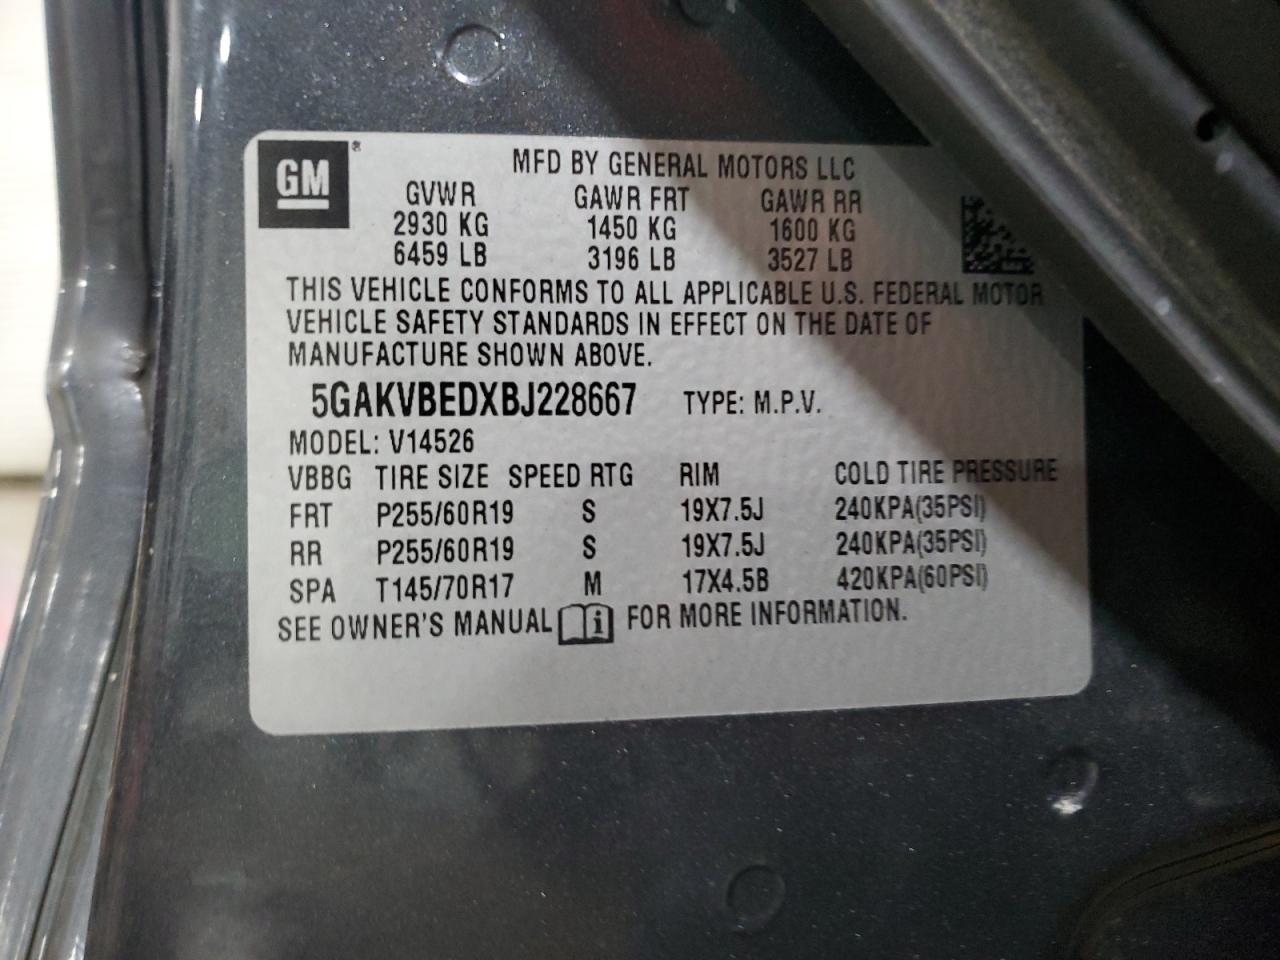 GM®
MFD BY GENERAL MOTORS LLC
GVWR GAWR FRT GAWR RR
2930 KG 1450 KG 1600 KG
6459 LB 3196 LB 3527 LB
THIS VEHICLE CONFORMS TO ALL APPLICABLE U.S. FEDERAL MOTOR
VEHICLE SAFETY STANDARDS IN EFFECT ON THE DATE OF
MANUFACTURE SHOWN ABOVE.
5GAKVBEDXBJ228667 TYPE: M.P.V.
MODEL: V14526
VBBG TIRE SIZE SPEED RTG RIM COLD TIRE PRESSURE
FRT P255/60R19 S 19X7.5J 240KPA(35PSI)
RR P255/60R19 S 19X7.5J 240KPA(35PSI)
SPA T145/70R17 M 17X4.5B 420KPA(60PSI)
SEE OWNER'S MANUAL i FOR MORE INFORMATION.